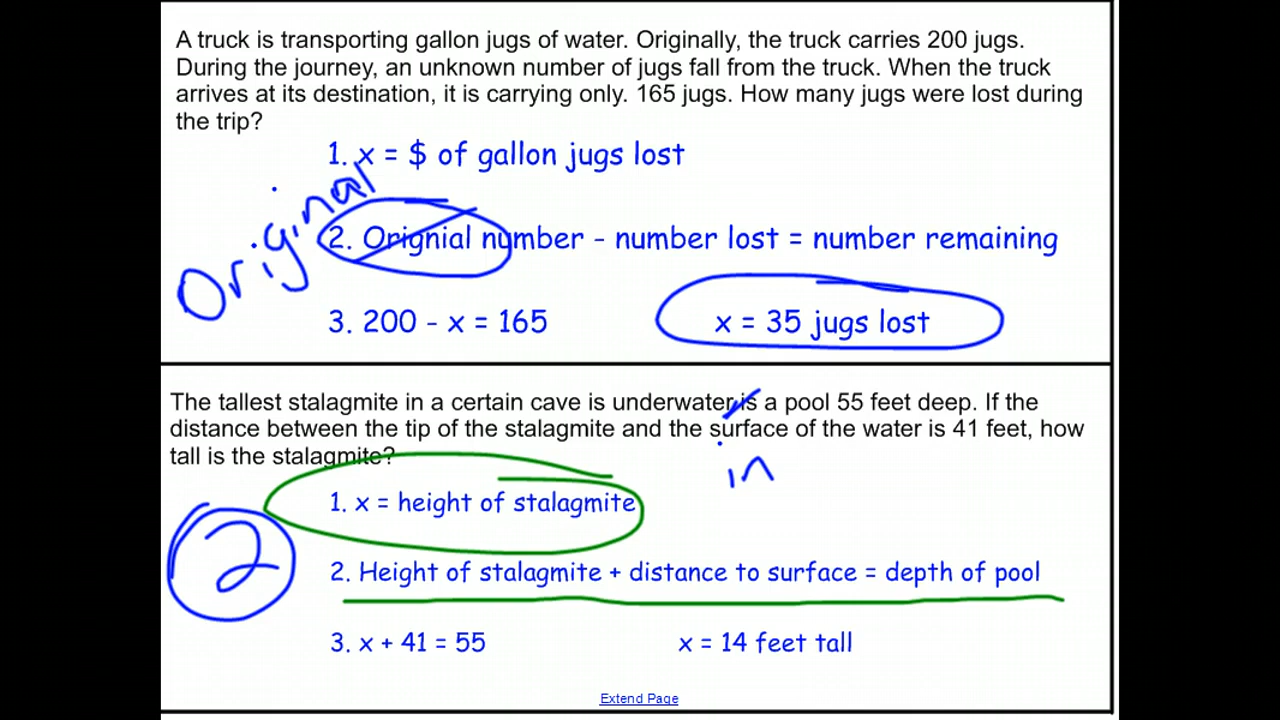 A truck is transporting gallon jugs of water. Originally, the truck carries 200 jugs.
During the journey, an unknown number of jugs fall from the truck. When the truck
arrives at its destination, it is carrying only. 165 jugs. How many jugs were lost during
the trip?
1. x = $ of gallon jugs lost
Original
2. Orignial number - number lost = number remaining
3. 200 - x = 165 x = 35 jugs lost
The tallest stalagmite in a certain cave is underwater is a pool 55 feet deep. If the
distance between the tip of the stalagmite and the surface of the water is 41 feet, how
tall is the stalagmite?
in
1. x = height of stalagmite
2
2. Height of stalagmite + distance to surface = depth of pool
3. x + 41 = 55 x = 14 feet tall
Extend Page